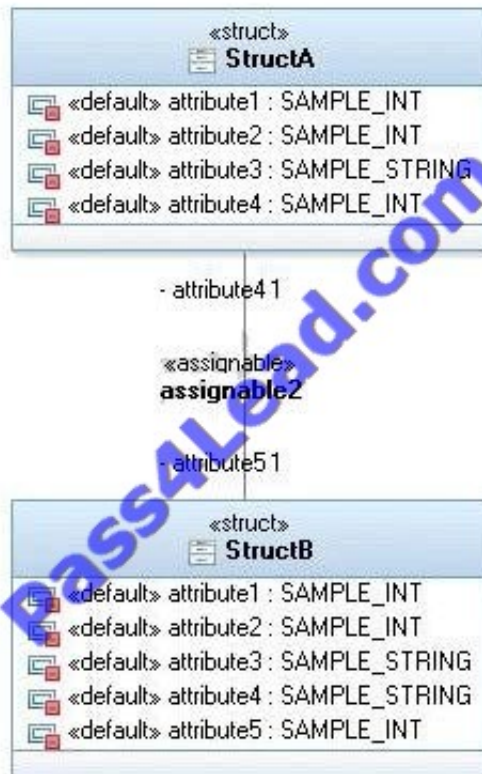 «struct»
StructA
«default» attribute1 : SAMPLE_INT
«default» attribute2 : SAMPLE_INT
«default» attribute3 : SAMPLE_STRING
«default» attribute4 : SAMPLE_INT
- attribute4 1
«assignable»
assignable2
- attribute5 1
«struct»
StructB
«default» attribute1 : SAMPLE_INT
«default» attribute2 : SAMPLE_INT
«default» attribute3 : SAMPLE_STRING
«default» attribute4 : SAMPLE_STRING
«default» attribute5 : SAMPLE_INT
Pass4Lead.com